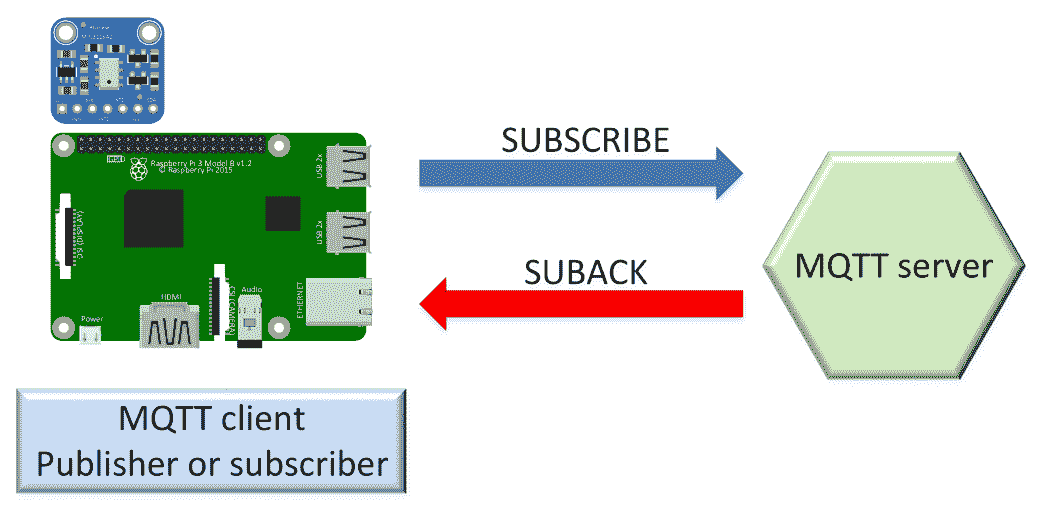 SUBSCRIBE
Raspberry Pi 3 Model B v1.2
© Raspberry Pi 2015
USB 2x
DSI (DISPLAY)
USB 2x
SUBACK
MQTT server
HDMI
CSI (CAMERA)
Audio
ETHERNET
Power
MQTT client
Publisher or subscriber